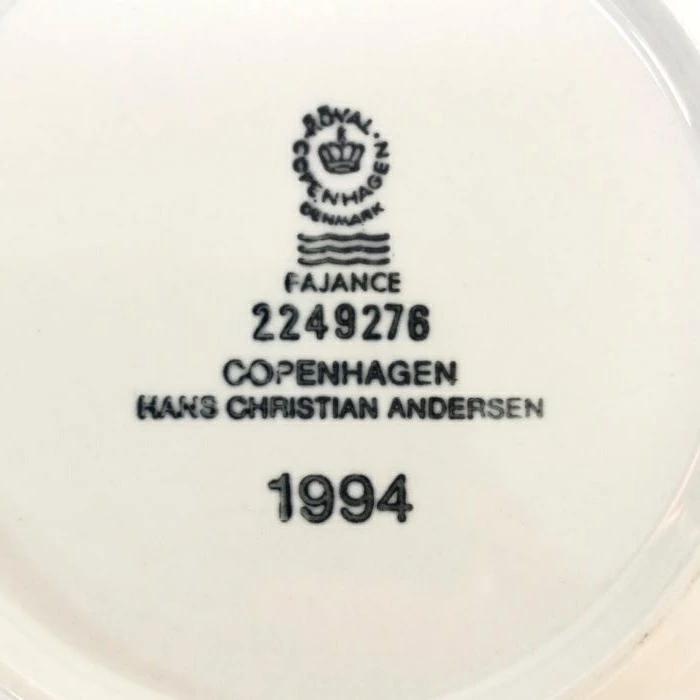 ROYAL
COPENHAGEN
DENMARK
FAJANCE
2249276
COPENHAGEN
HANS CHRISTIAN ANDERSEN
1994